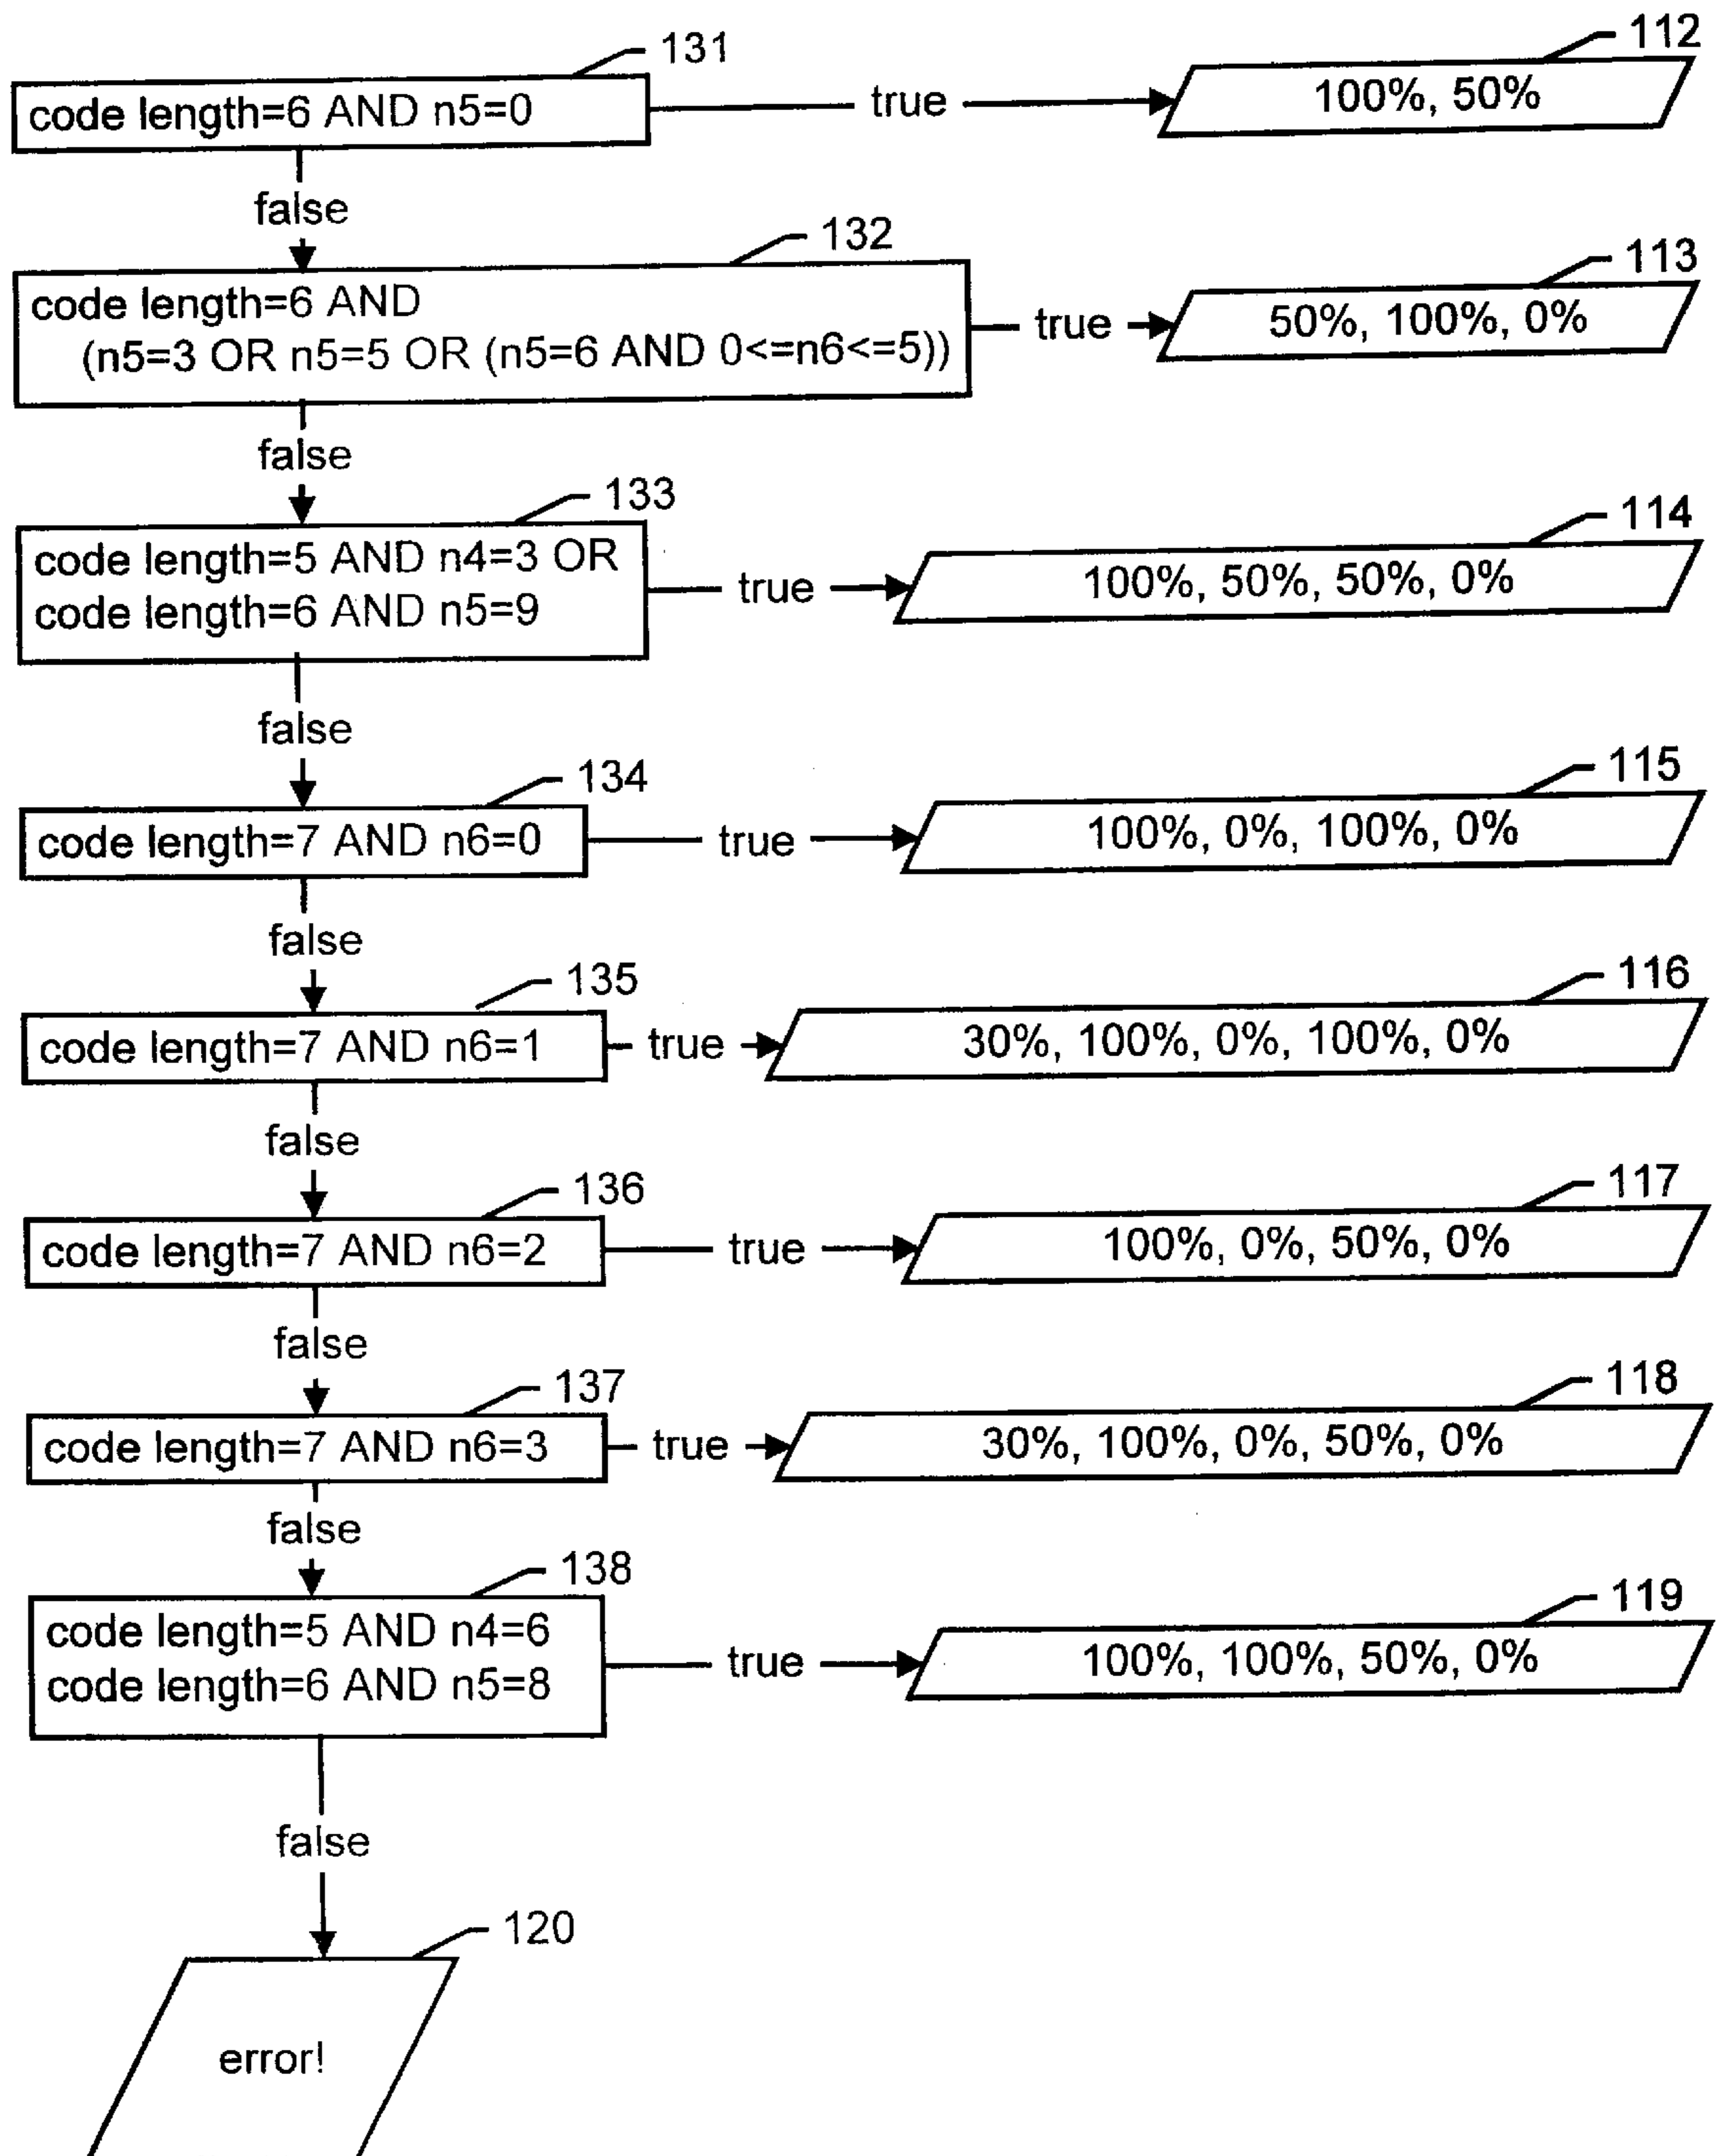 131
112
code length=6 AND n5=0
true
100%, 50%
false
132
113
code length=6 AND
(n5=3 OR n5=5 OR (n5=6 AND 0<=n6<=5))
true
50%, 100%, 0%
false
133
114
code length=5 AND n4=3 OR
code length=6 AND n5=9
true
100%, 50%, 50%, 0%
false
134
115
code length=7 AND n6=0
true
100%, 0%, 100%, 0%
false
135
116
code length=7 AND n6=1
true
30%, 100%, 0%, 100%, 0%
false
136
117
code length=7 AND n6=2
true
100%, 0%, 50%, 0%
false
137
118
code length=7 AND n6=3
true
30%, 100%, 0%, 50%, 0%
false
138
119
code length=5 AND n4=6
code length=6 AND n5=8
true
100%, 100%, 50%, 0%
false
120
error!